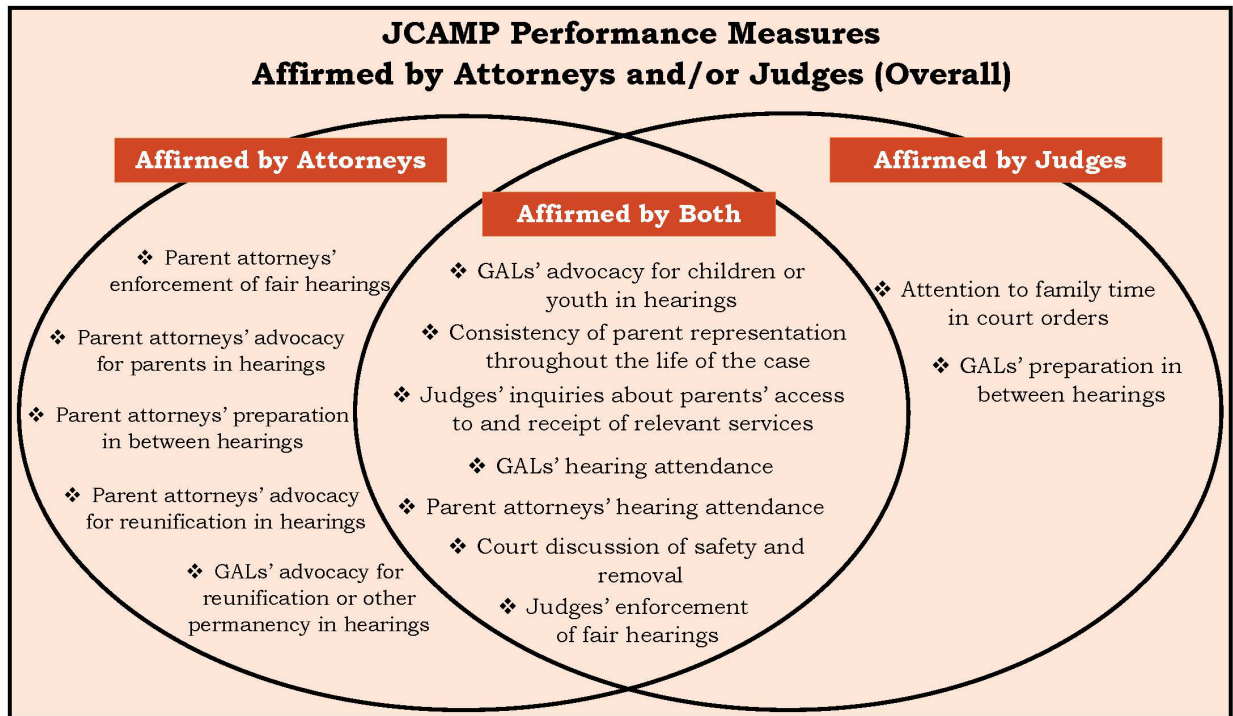 JCAMP Performance Measures
Affirmed by Attorneys and/or Judges (Overall)
Affirmed by Attorneys
❖ Parent attorneys’
enforcement of fair hearings
❖ Parent attorneys’ advocacy
for parents in hearings
❖ Parent attorneys’ preparation
in between hearings
❖ Parent attorneys’ advocacy
for reunification in hearings
❖ GALs’ advocacy for
reunification or other
permanency in hearings
Affirmed by Both
❖ GALs’ advocacy for children or
youth in hearings
❖ Consistency of parent representation
throughout the life of the case
❖ Judges’ inquiries about parents’ access
to and receipt of relevant services
❖ GALs’ hearing attendance
❖ Parent attorneys’ hearing attendance
❖ Court discussion of safety and
removal
❖ Judges’ enforcement
of fair hearings
Affirmed by Judges
❖ Attention to family time
in court orders
❖ GALs’ preparation in
between hearings